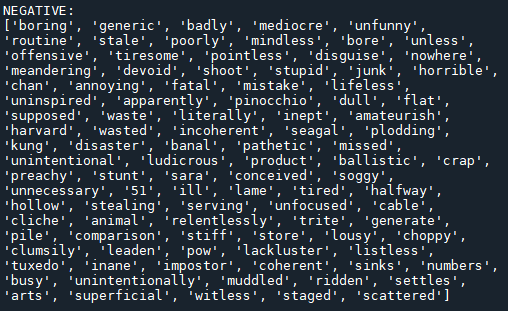 NEGATIVE:
['boring', 'generic', 'badly', 'mediocre', 'unfunny',
'routine', 'stale', 'poorly', 'mindless', 'bore', 'unless',
'offensive', 'tiresome', 'pointless', 'disguise', 'nowhere',
'meandering', 'devoid', 'shoot', 'stupid', 'junk', 'horrible',
'chan', 'annoying', 'fatal', 'mistake', 'lifeless',
'uninspired', 'apparently', 'pinocchio', 'dull', 'flat',
'supposed', 'waste', 'literally', 'inept', 'amateurish',
'harvard', 'wasted', 'incoherent', 'seagal', 'plodding',
'kung', 'disaster', 'banal', 'pathetic', 'missed',
'unintentional', 'ludicrous', 'product', 'ballistic', 'crap',
'preachy', 'stunt', 'sara', 'conceived', 'soggy',
'unnecessary', '51', 'ill', 'lame', 'tired', 'halfway',
'hollow', 'stealing', 'serving', 'unfocused', 'cable',
'cliche', 'animal', 'relentlessly', 'trite', 'generate',
'pile', 'comparison', 'stiff', 'store', 'lousy', 'choppy',
'clumsily', 'leaden', 'pow', 'lackluster', 'listless',
'tuxedo', 'inane', 'impostor', 'coherent', 'sinks', 'numbers',
'busy', 'unintentionally', 'muddled', 'ridden', 'settles',
'arts', 'superficial', 'witless', 'staged', 'scattered']